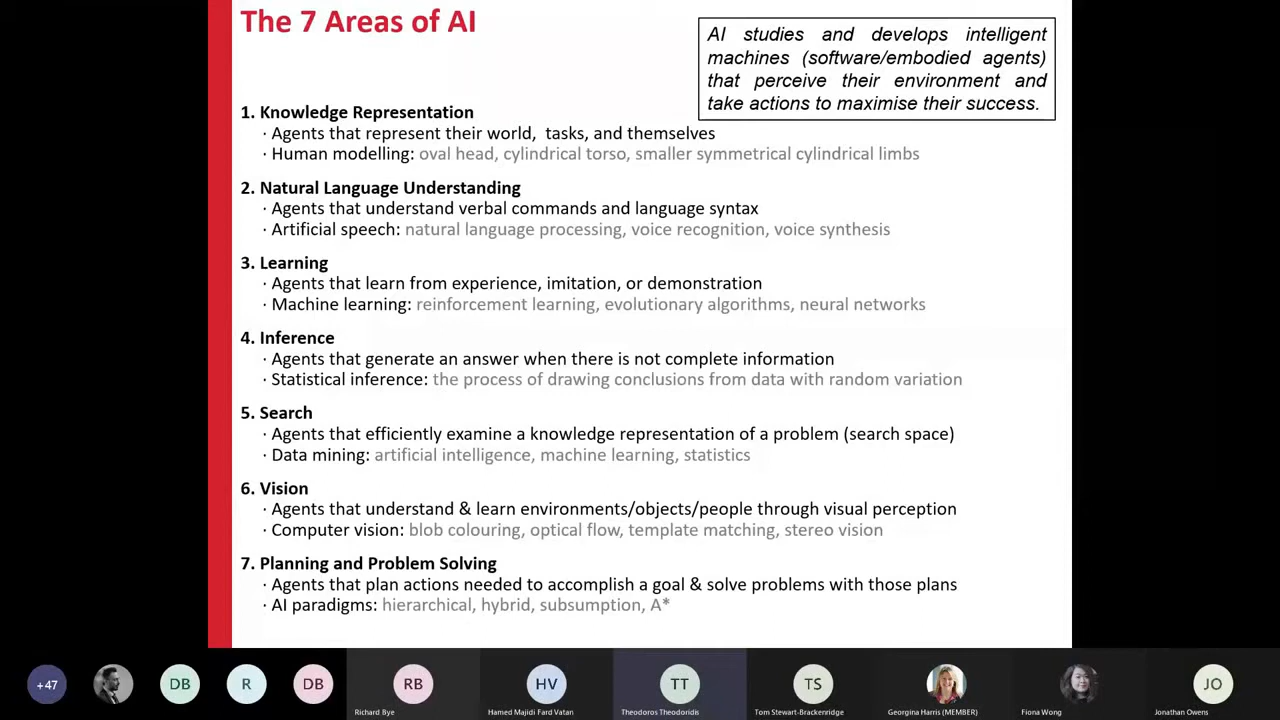 The 7 Areas of AI
AI studies and develops intelligent
machines (software/embodied agents)
that perceive their environment and
take actions to maximise their success.
1. Knowledge Representation
· Agents that represent their world, tasks, and themselves
· Human modelling: oval head, cylindrical torso, smaller symmetrical cylindrical limbs
2. Natural Language Understanding
· Agents that understand verbal commands and language syntax
· Artificial speech: natural language processing, voice recognition, voice synthesis
3. Learning
· Agents that learn from experience, imitation, or demonstration
· Machine learning: reinforcement learning, evolutionary algorithms, neural networks
4. Inference
· Agents that generate an answer when there is not complete information
· Statistical inference: the process of drawing conclusions from data with random variation
5. Search
· Agents that efficiently examine a knowledge representation of a problem (search space)
· Data mining: artificial intelligence, machine learning, statistics
6. Vision
· Agents that understand & learn environments/objects/people through visual perception
· Computer vision: blob colouring, optical flow, template matching, stereo vision
7. Planning and Problem Solving
· Agents that plan actions needed to accomplish a goal & solve problems with those plans
· AI paradigms: hierarchical, hybrid, subsumption, A*
+47 DB R DB RB HV TT TS JO
Richard Bye Hamed Majidi Fard Vatan Theodoros Theodoridis Tom Stewart-Brackenridge Georgina Harris (MEMBER) Fiona Wong Jonathan Owens